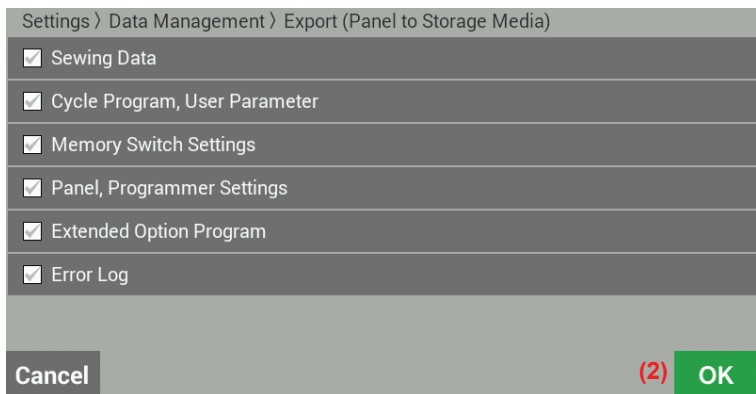 Settings 〉 Data Management 〉 Export (Panel to Storage Media)
Sewing Data
Cycle Program, User Parameter
Memory Switch Settings
Panel, Programmer Settings
Extended Option Program
Error Log
Cancel (2) OK